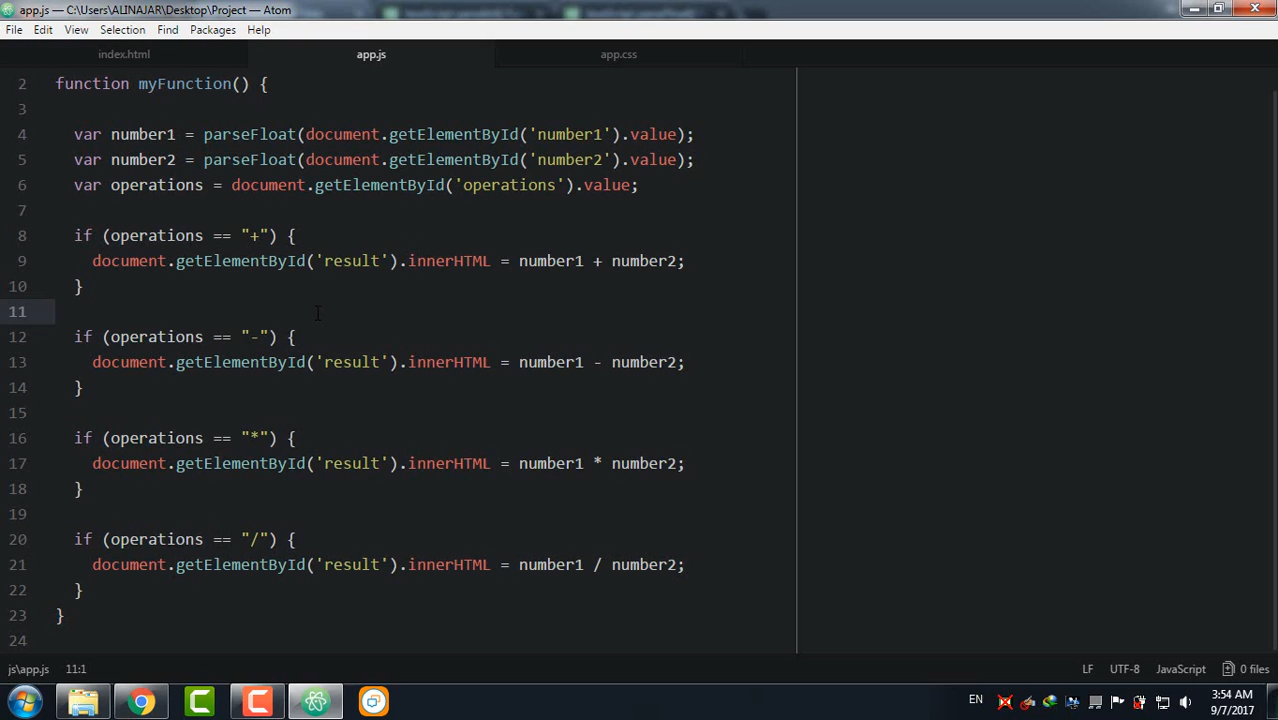 app.js — C:\Users\ALINAJAR\Desktop\Project — Atom
File Edit View Selection Find Packages Help
index.html app.js app.css
2 function myFunction() {
3
4 var number1 = parseFloat(document.getElementById('number1').value);
5 var number2 = parseFloat(document.getElementById('number2').value);
6 var operations = document.getElementById('operations').value;
7
8 if (operations == "+") {
9 document.getElementById('result').innerHTML = number1 + number2;
10 }
11
12 if (operations == "-") {
13 document.getElementById('result').innerHTML = number1 - number2;
14 }
15
16 if (operations == "*") {
17 document.getElementById('result').innerHTML = number1 * number2;
18 }
19
20 if (operations == "/") {
21 document.getElementById('result').innerHTML = number1 / number2;
22 }
23 }
24
js\app.js 11:1 LF UTF-8 JavaScript 0 files
EN 3:54 AM
9/7/2017